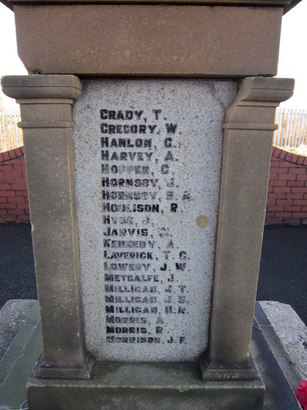 GRADY, T.
GREGORY, W.
HANLON, G.
HARVEY, A.
HOPPER, C.
HORNSBY, J.
HORNSBY, S. A.
HOULISON, R.
HYDE, J.
JARVIS,
KENNEDY, A.
LAVERICK, T. G.
LOWERY, J. W.
METCALFE, J.
MILLIGAN, J. T.
MILLIGAN, J. S.
MILLIGAN, H. N.
MORRIS, A.
MORRIS, R.
MORRISON, J. F.